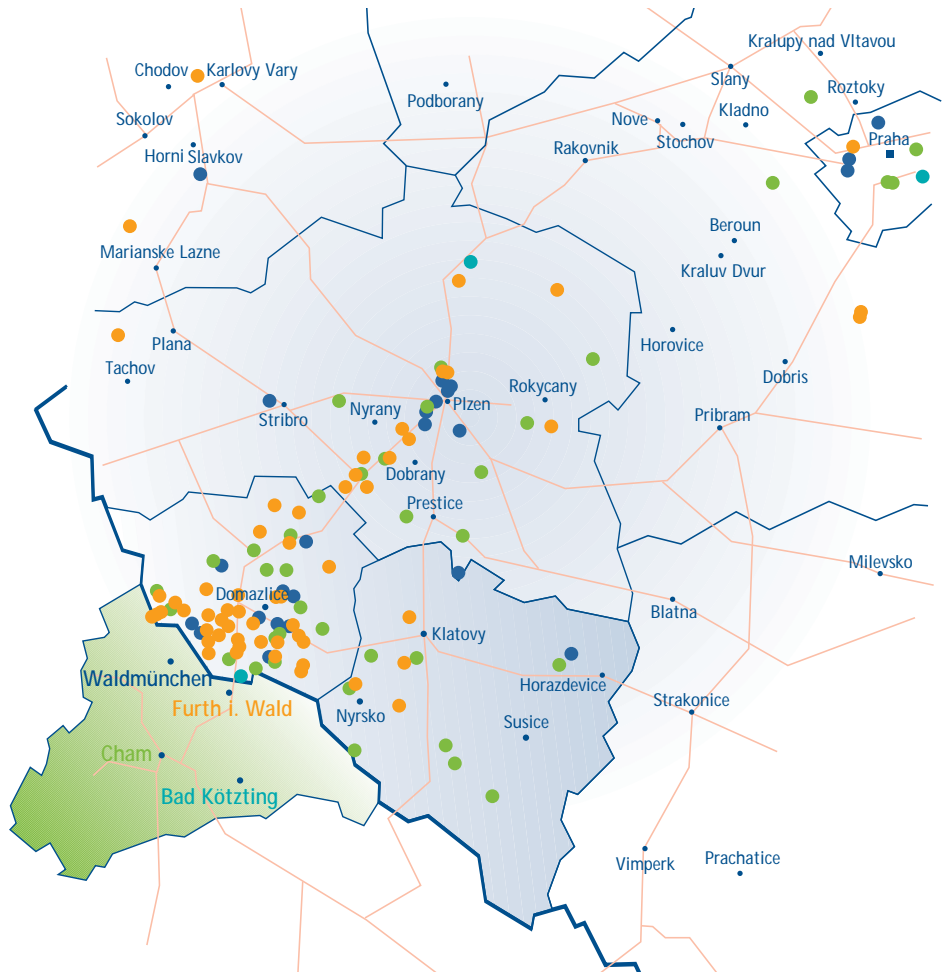 Kralupy nad Vltavou
Chodov
Karlovy Vary
Slany
Podborany
Roztoky
Sokolov
Nove
Kladno
Praha
Stochov
Horni Slavkov
Rakovnik
Beroun
Marianske Lazne
Kraluv Dvur
Plana
Horovice
Tachov
Dobris
Rokycany
Plzen
Nyrany
Stribro
Pribram
Dobrany
Prestice
Milevsko
Domazlice
Blatna
Klatovy
Waldmünchen
Horazdevice
Furth i. Wald
Nyrsko
Strakonice
Susice
Cham
Bad Kötzting
Vimperk
Prachatice